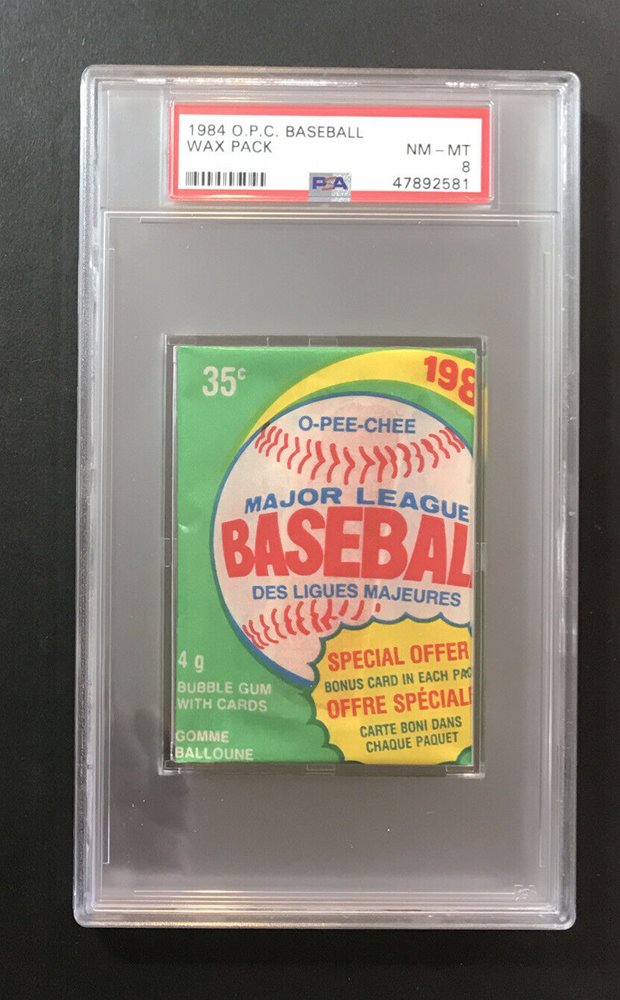 1984 O.P.C. BASEBALL
WAX PACK NM – MT
8
PSA 47892581
35¢
198
O-PEE-CHEE
MAJOR LEAGUE
BASEBAL
DES LIGUES MAJEURES
SPECIAL OFFER
BONUS CARD IN EACH PAC
OFFRE SPÉCIAL
CARTE BONI DANS
CHAQUE PAQUET
4 g
BUBBLE GUM
WITH CARDS
GOMME
BALLOUNE